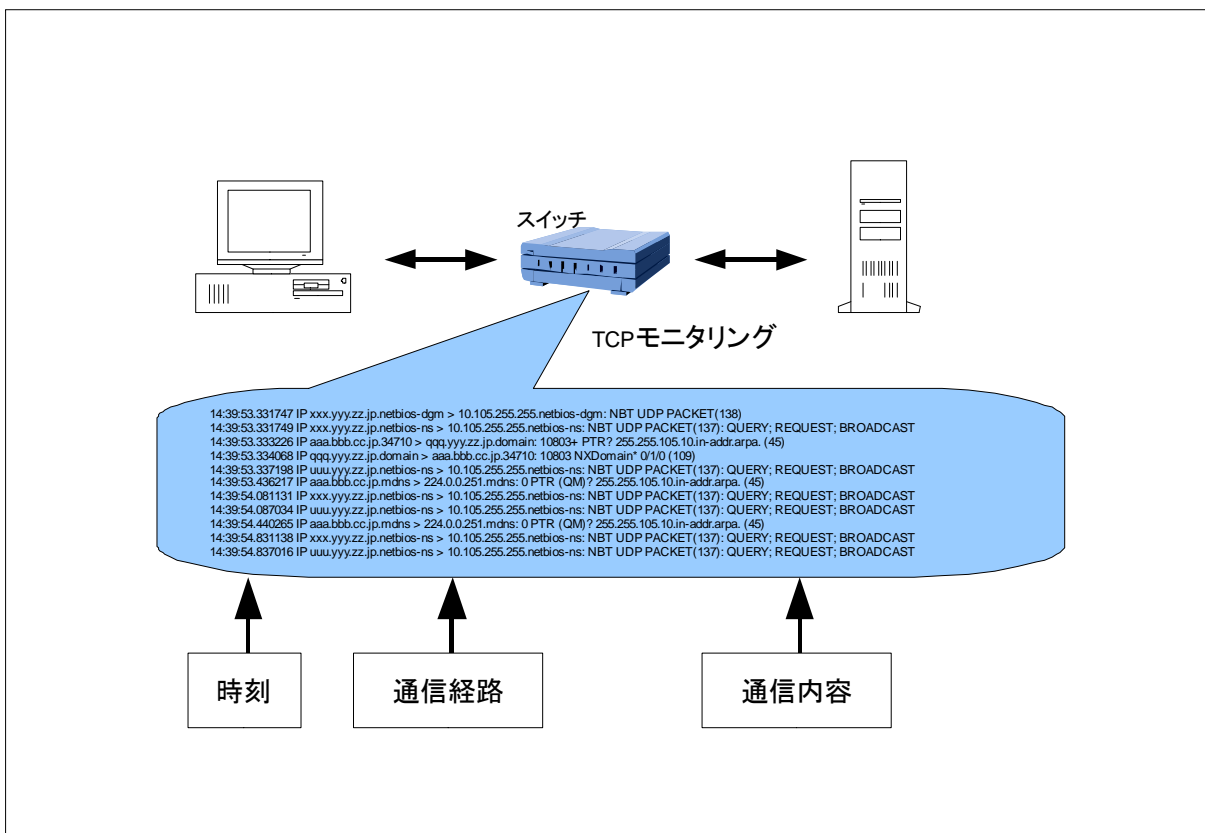 スイッチ
TCPモニタリング
14:39:53.331747 IP xxx.yyy.zz.jp.netbios-dgm > 10.105.255.255.netbios-dgm: NBT UDP PACKET(138)
14:39:53.331749 IP xxx.yyy.zz.jp.netbios-ns > 10.105.255.255.netbios-ns: NBT UDP PACKET(137): QUERY; REQUEST; BROADCAST
14:39:53.333226 IP aaa.bbb.cc.jp.34710 > qqq.yyy.zz.jp.domain: 10803+ PTR? 255.255.105.10.in-addr.arpa. (45)
14:39:53.334068 IP qqq.yyy.zz.jp.domain > aaa.bbb.cc.jp.34710: 10803 NXDomain* 0/1/0 (109)
14:39:53.337198 IP uuu.yyy.zz.jp.netbios-ns > 10.105.255.255.netbios-ns: NBT UDP PACKET(137): QUERY; REQUEST; BROADCAST
14:39:53.436217 IP aaa.bbb.cc.jp.mdns > 224.0.0.251.mdns: 0 PTR (QM)? 255.255.105.10.in-addr.arpa. (45)
14:39:54.081131 IP xxx.yyy.zz.jp.netbios-ns > 10.105.255.255.netbios-ns: NBT UDP PACKET(137): QUERY; REQUEST; BROADCAST
14:39:54.087034 IP uuu.yyy.zz.jp.netbios-ns > 10.105.255.255.netbios-ns: NBT UDP PACKET(137): QUERY; REQUEST; BROADCAST
14:39:54.440265 IP aaa.bbb.cc.jp.mdns > 224.0.0.251.mdns: 0 PTR (QM)? 255.255.105.10.in-addr.arpa. (45)
14:39:54.831138 IP xxx.yyy.zz.jp.netbios-ns > 10.105.255.255.netbios-ns: NBT UDP PACKET(137): QUERY; REQUEST; BROADCAST
14:39:54.837016 IP uuu.yyy.zz.jp.netbios-ns > 10.105.255.255.netbios-ns: NBT UDP PACKET(137): QUERY; REQUEST; BROADCAST
時刻
通信経路
通信内容